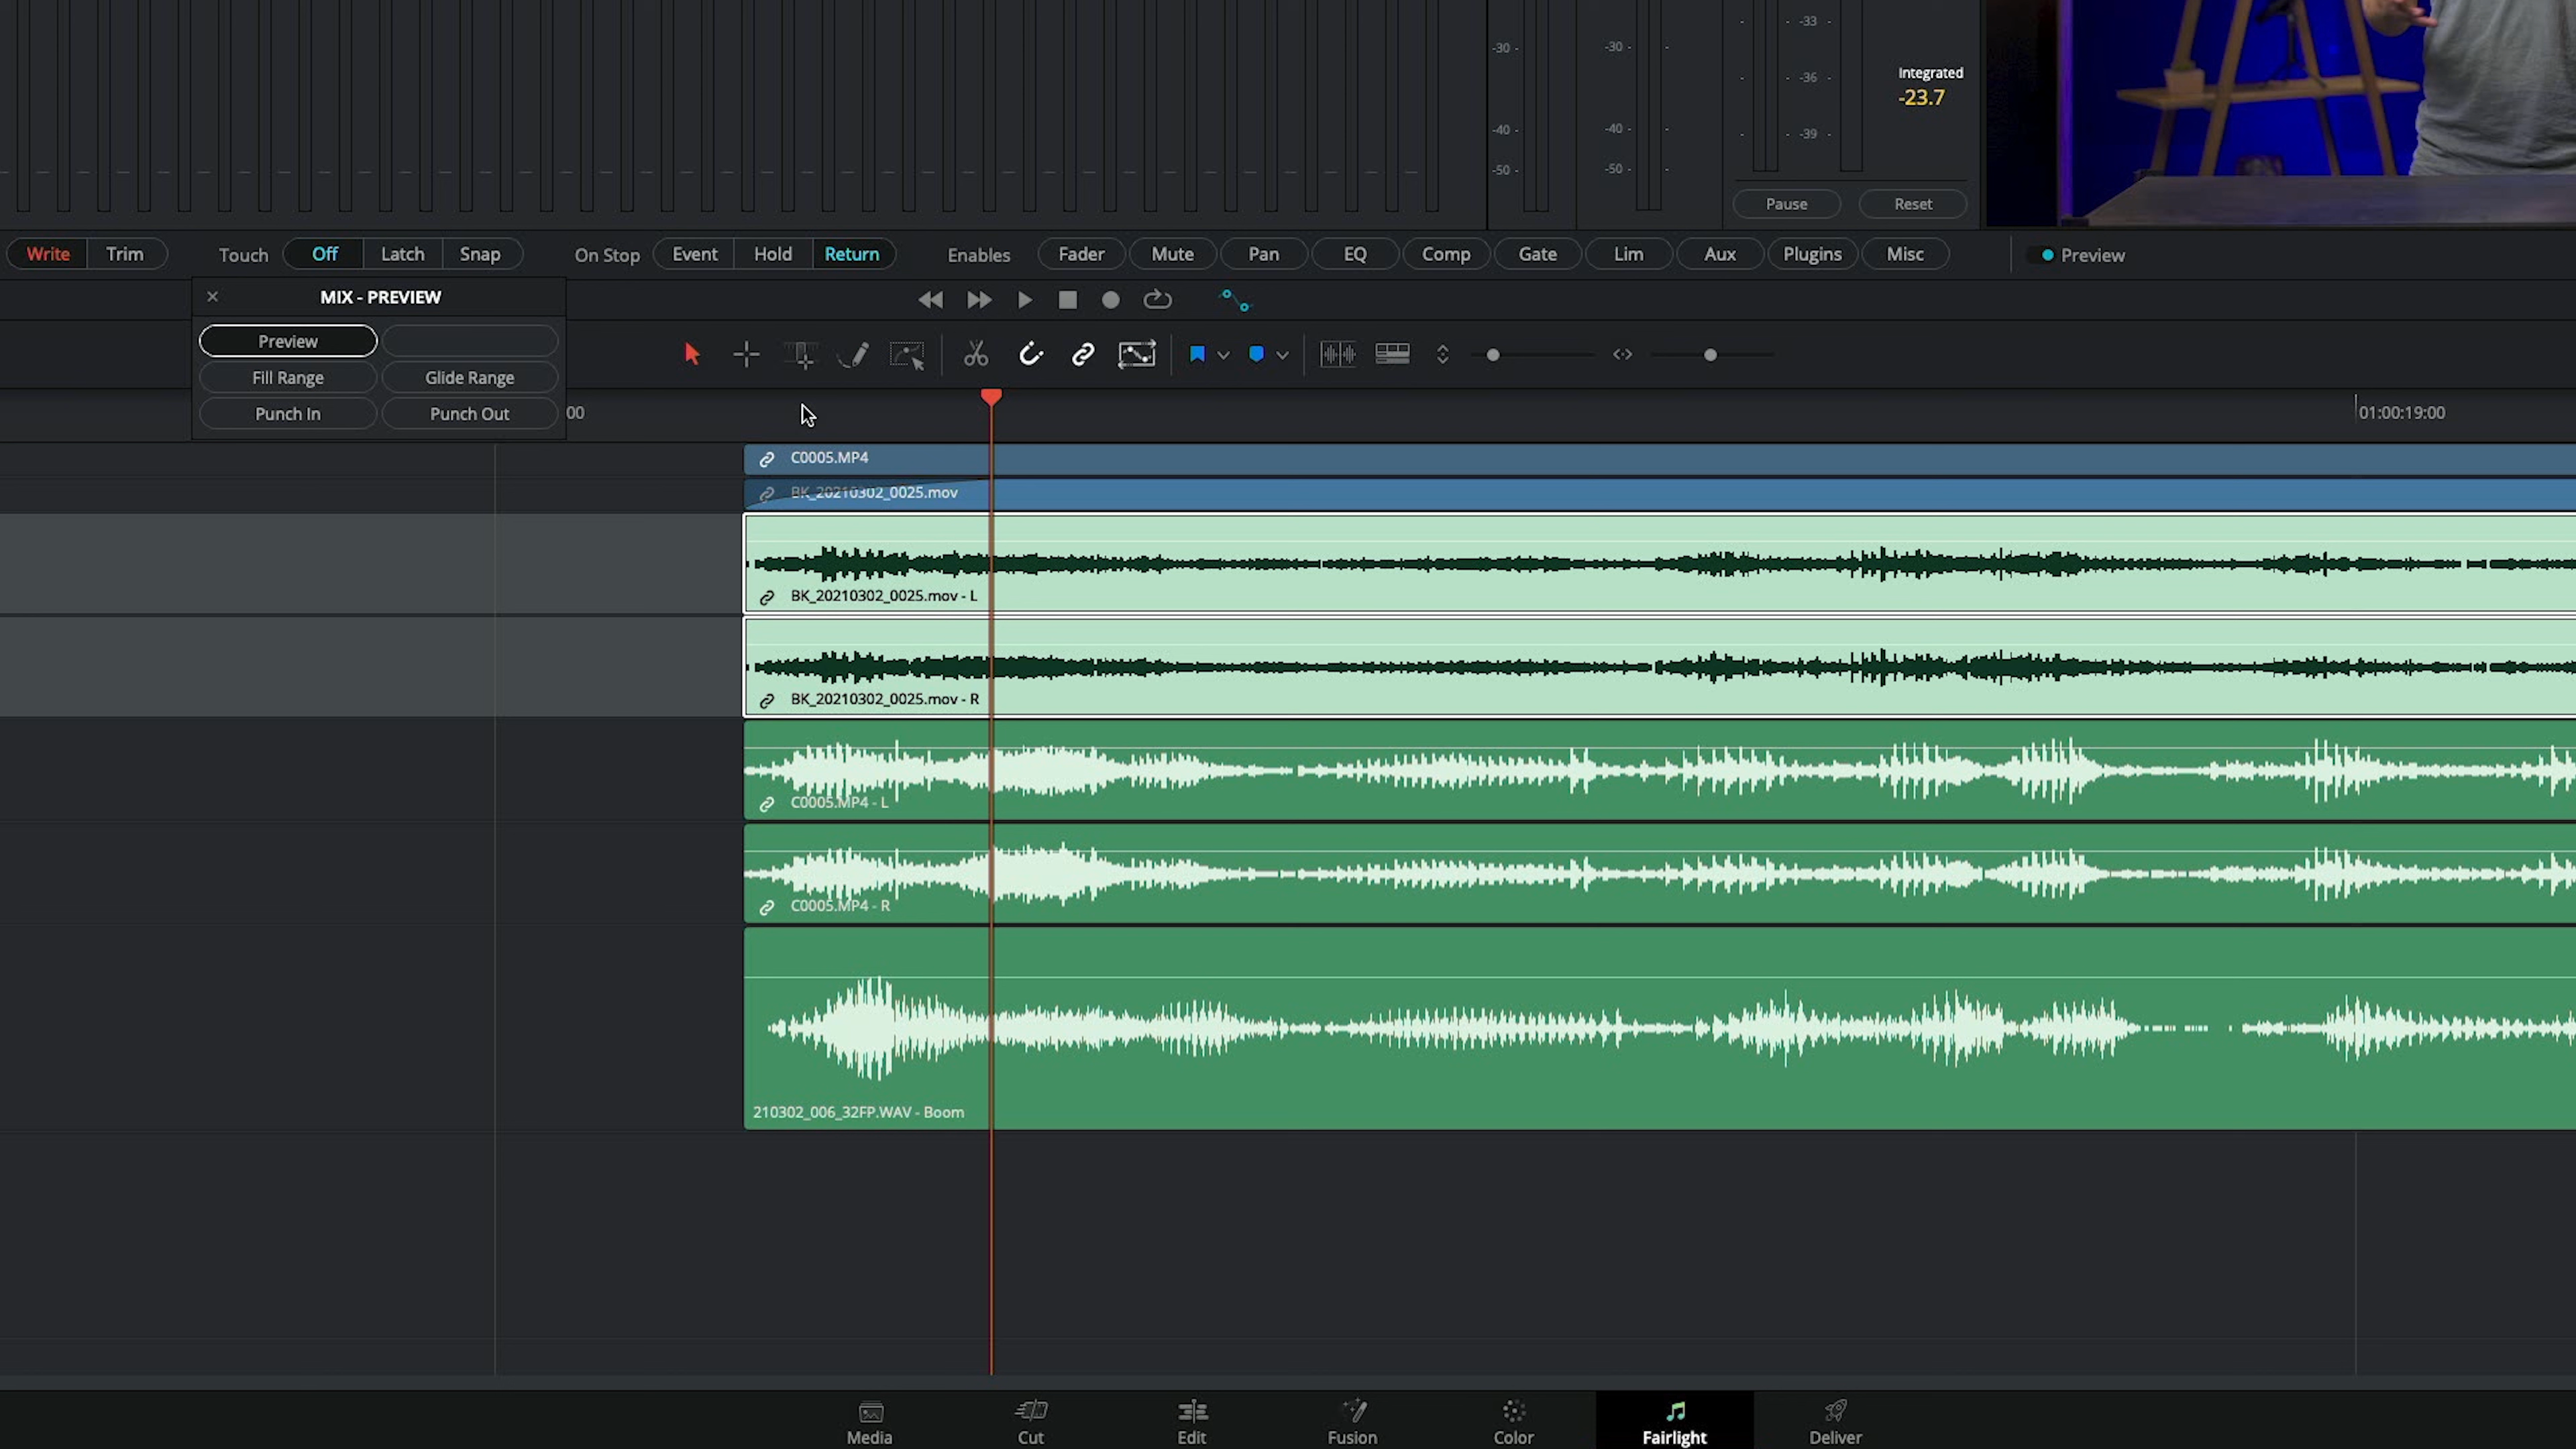 -30 -
-30 -
- -33 -
- -36 -
- -39 -
-40 -
-40 -
-50 -
-50 -
Integrated
-23.7
Pause
Reset
Write
Trim
Touch
Off
Latch
Snap
On Stop
Event
Hold
Return
Enables
Fader
Mute
Pan
EQ
Comp
Gate
Lim
Aux
Plugins
Misc
Preview
MIX - PREVIEW
Preview
Fill Range
Glide Range
Punch In
Punch Out
00
01:00:19:00
C0005.MP4
BK_20210302_0025.mov
BK_20210302_0025.mov - L
BK_20210302_0025.mov - R
C0005.MP4 - L
C0005.MP4 - R
210302_006_32FP.WAV - Boom
Media
Cut
Edit
Fusion
Color
Fairlight
Deliver